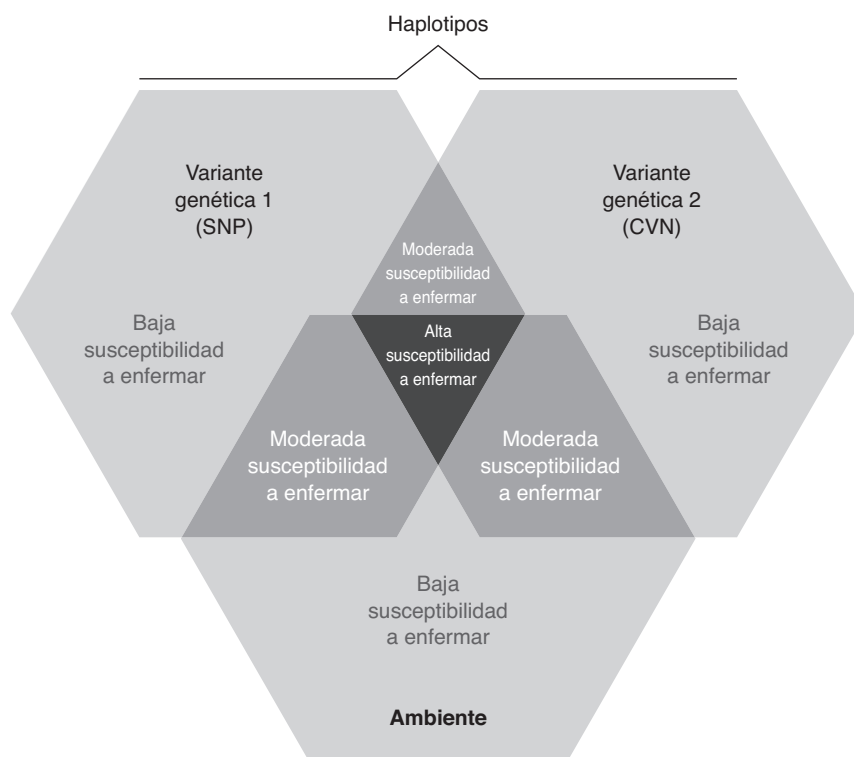 Haplotipos
Variante
genética 1
(SNP)
Variante
genética 2
(CVN)
Moderada
susceptibilidad
a enfermar
Baja
susceptibilidad
a enfermar
Alta
susceptibilidad
a enfermar
Baja
susceptibilidad
a enfermar
Moderada
susceptibilidad
a enfermar
Moderada
susceptibilidad
a enfermar
Baja
susceptibilidad
a enfermar
Ambiente